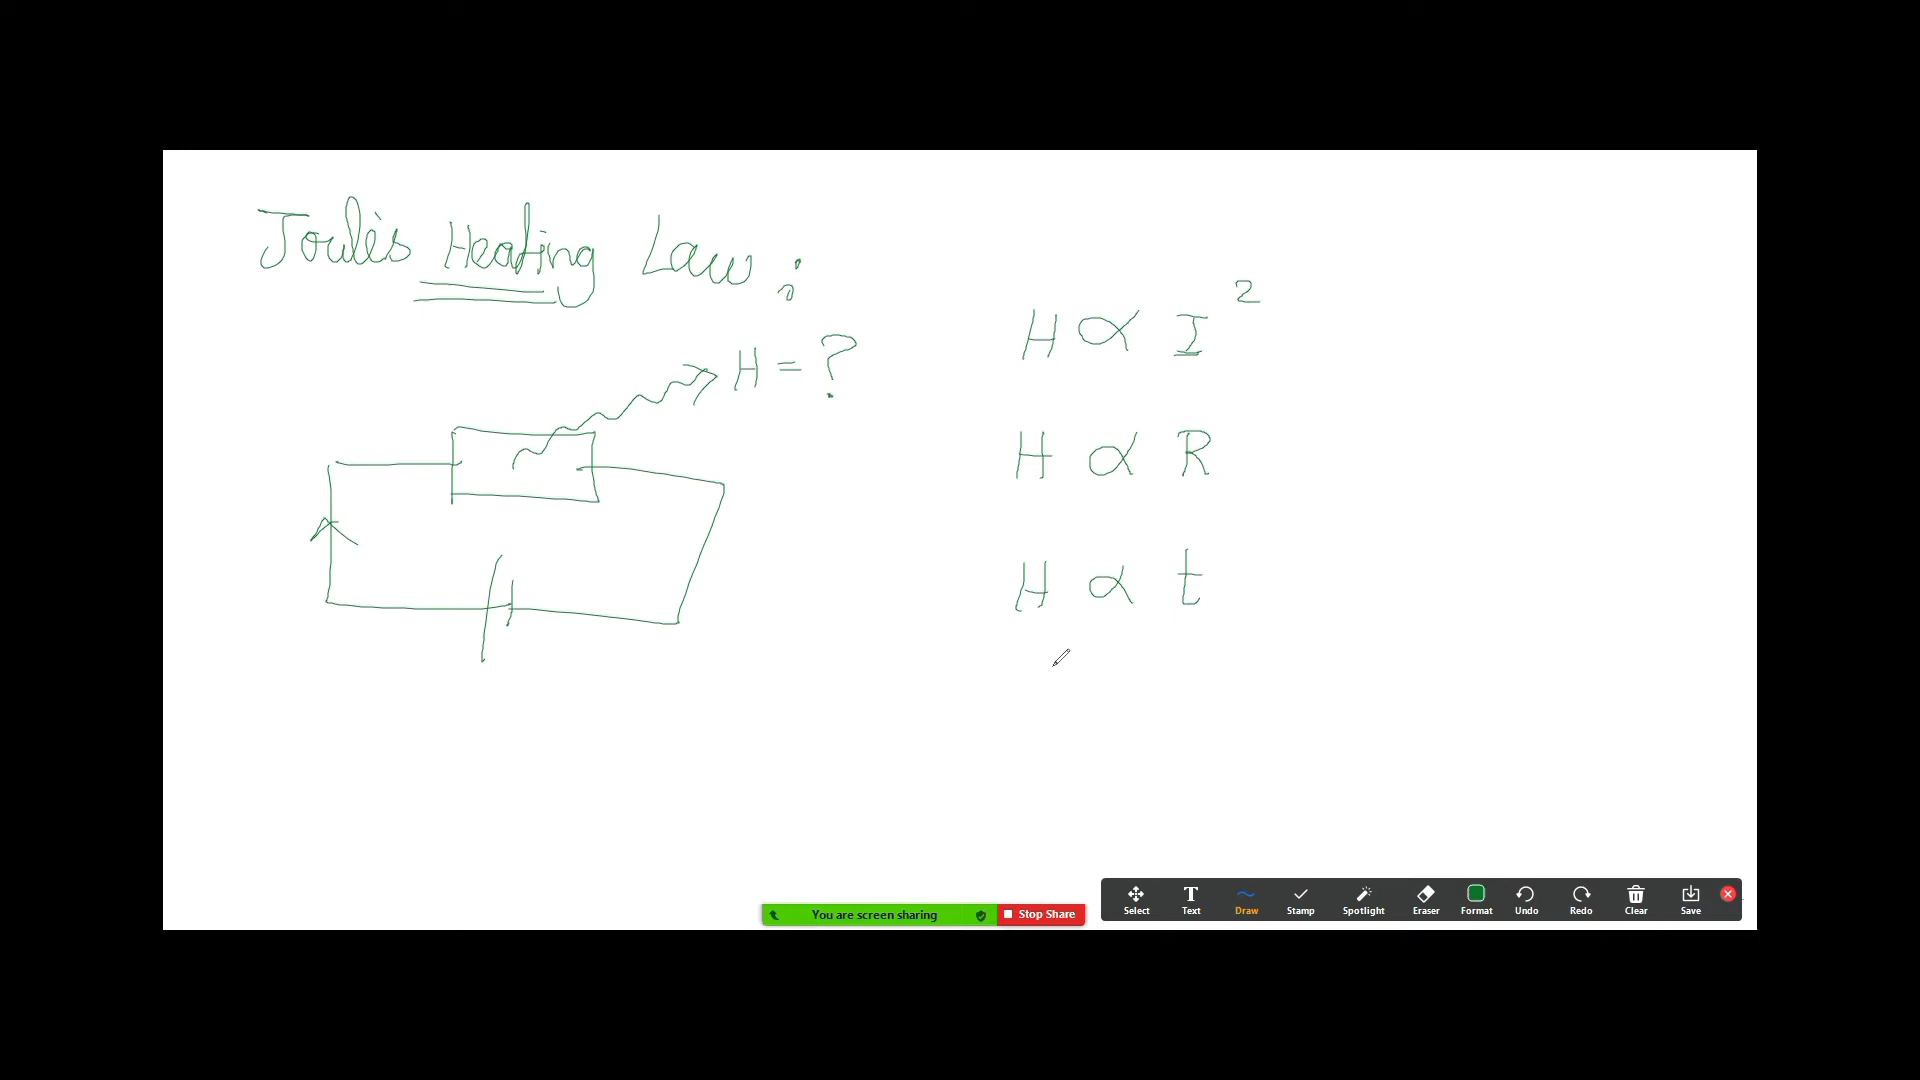 Joule's Heating Law :
H = ?
H ∝ I²
H ∝ R
H ∝ t
You are screen sharing Stop Share
Select Text Draw Stamp Spotlight Eraser Format Undo Redo Clear Save